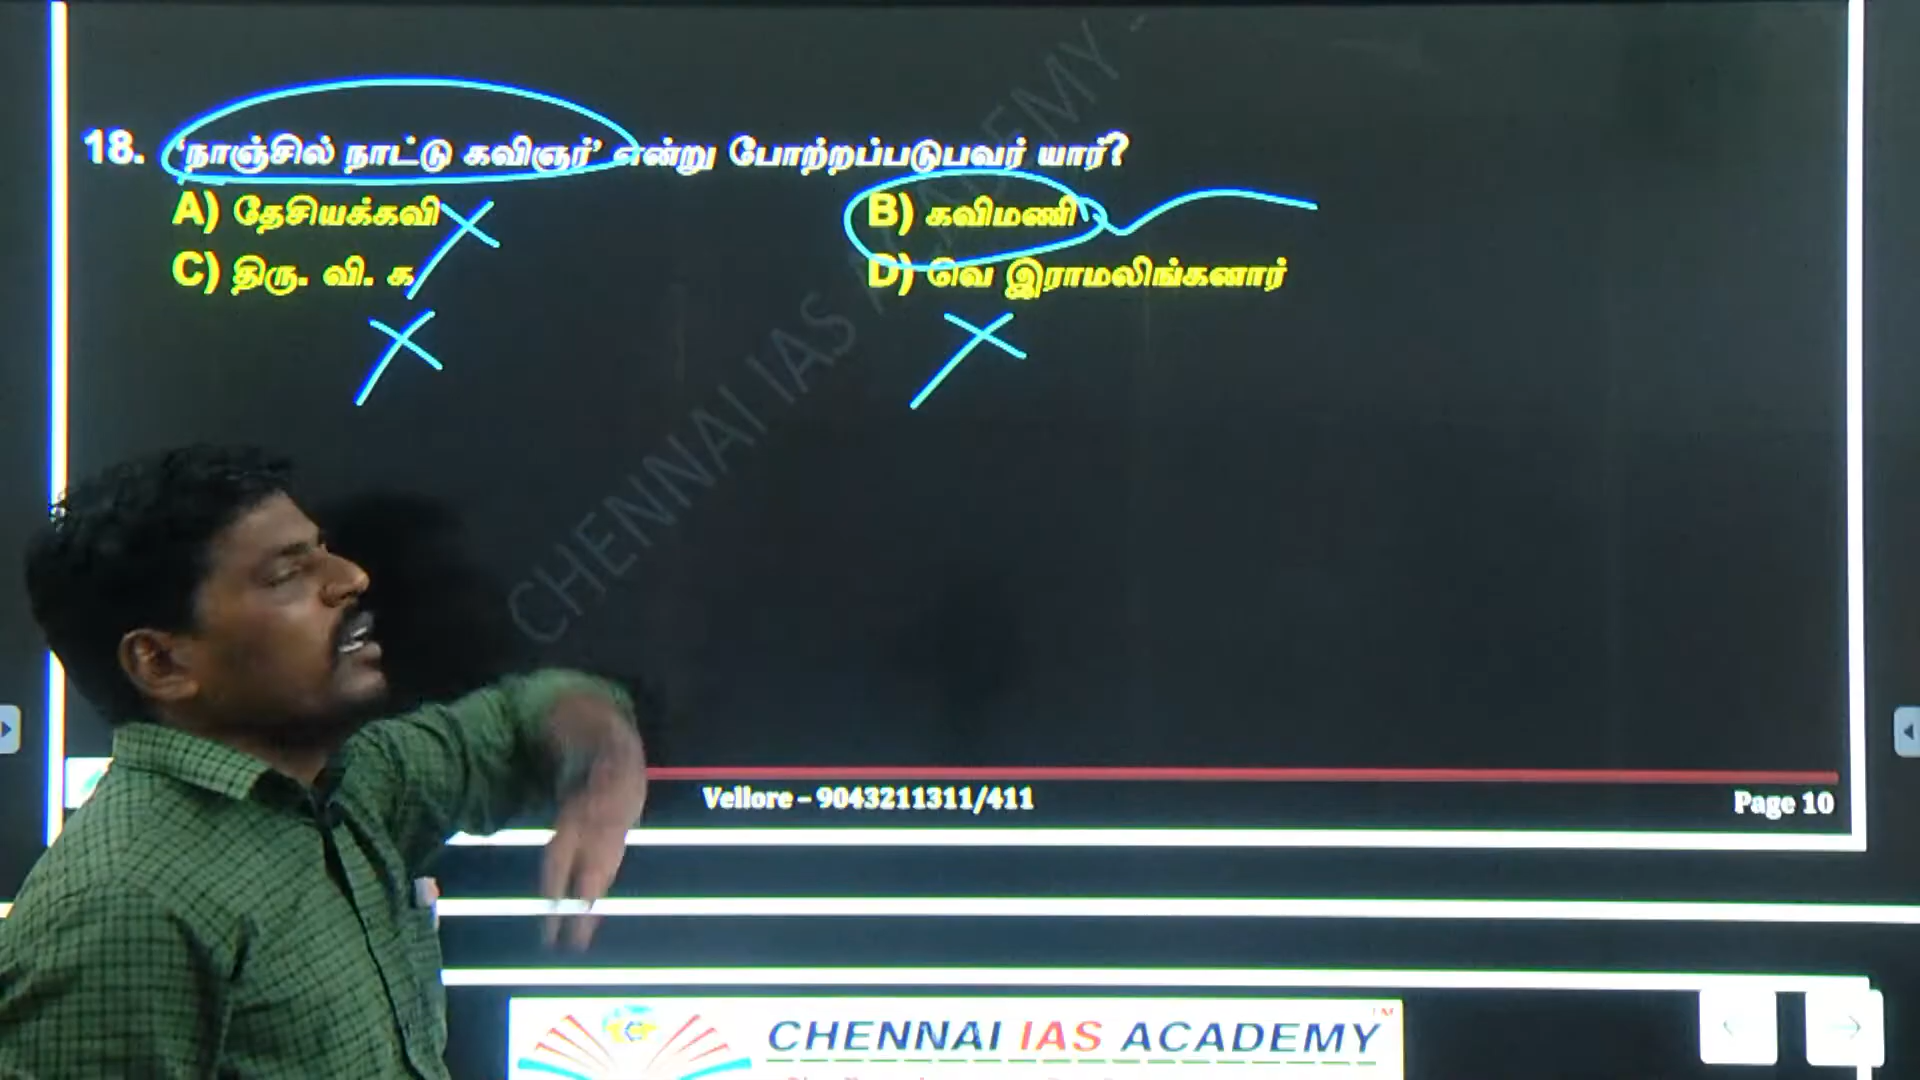 18. 'நாஞ்சில் நாட்டு கவிஞர்' என்று போற்றப்படுபவர் யார்?
A) தேசியக்கவி
B) கவிமணி
C) திரு. வி. க
D) வெ இராமலிங்கனார்
CHENNAI IAS ACADEMY -
Vellore – 9043211311/411
Page 10
CHENNAI IAS ACADEMY